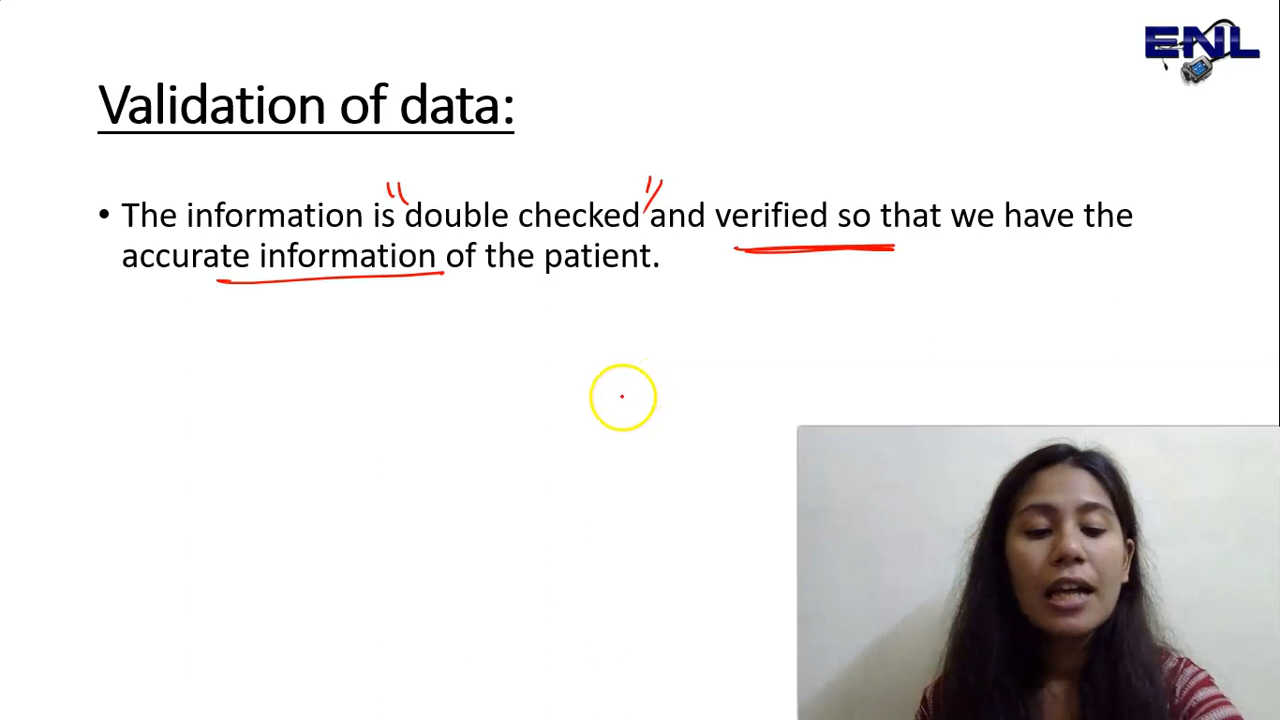 ENL
Validation of data:
• The information is "double checked" and verified so that we have the
accurate information of the patient.